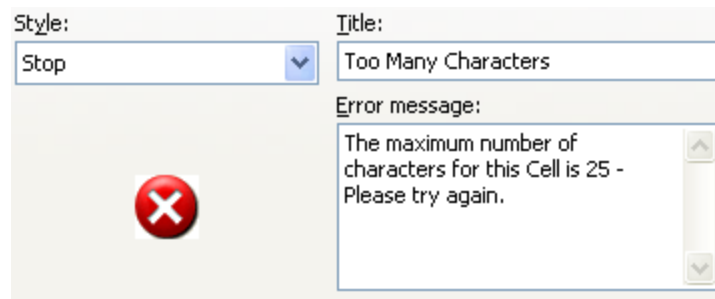 Style:
Title:
Stop
Too Many Characters
Error message:
The maximum number of
characters for this Cell is 25 -
Please try again.